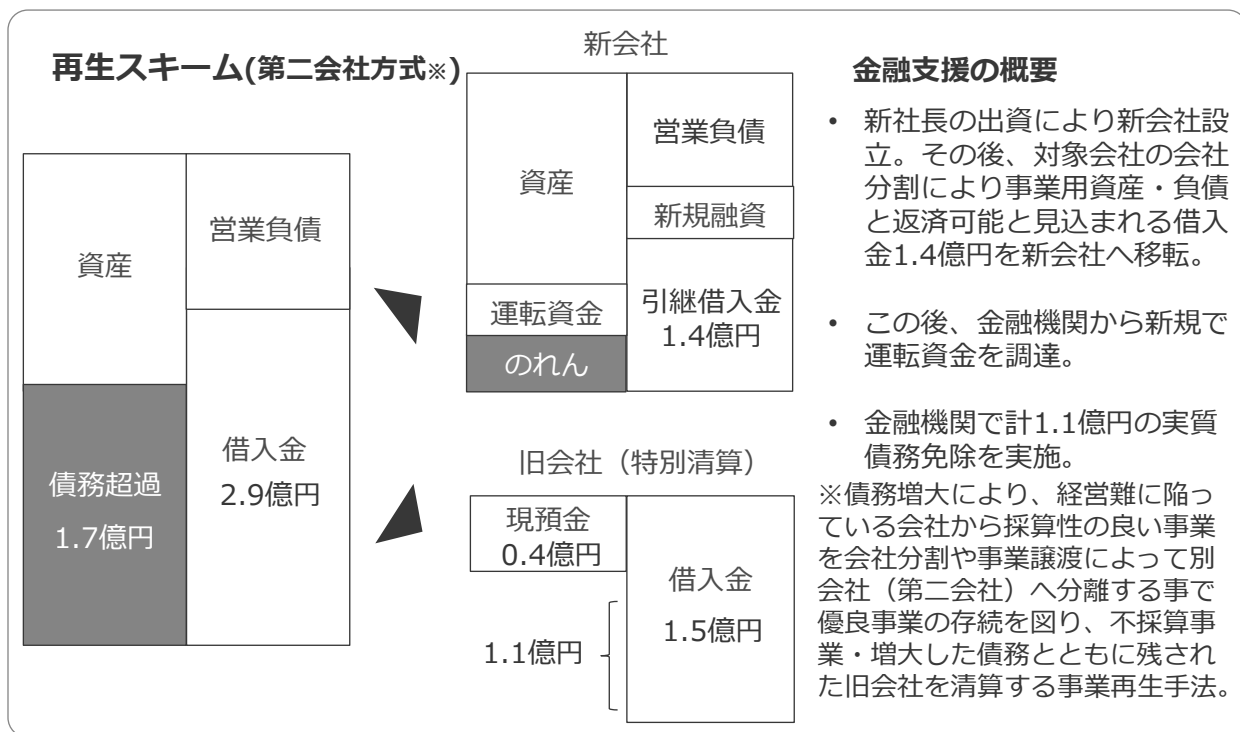 再生スキーム(第二会社方式※)
資産
営業負債
債務超過
1.7億円
借入金
2.9億円
新会社
資産
運転資金
のれん
営業負債
新規融資
引継借入金
1.4億円
旧会社（特別清算）
現預金
0.4億円
1.1億円
借入金
1.5億円
金融支援の概要
• 新社長の出資により新会社設
立。その後、対象会社の会社
分割により事業用資産・負債
と返済可能と見込まれる借入
金1.4億円を新会社へ移転。
• この後、金融機関から新規で
運転資金を調達。
• 金融機関で計1.1億円の実質
債務免除を実施。
※債務増大により、経営難に陥っ
ている会社から採算性の良い事業
を会社分割や事業譲渡によって別
会社（第二会社）へ分離する事で
優良事業の存続を図り、不採算事
業・増大した債務とともに残され
た旧会社を清算する事業再生手法。